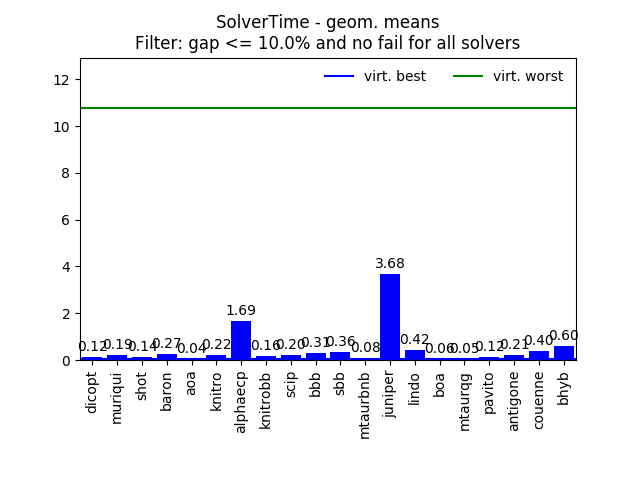 SolverTime - geom. means
Filter: gap <= 10.0% and no fail for all solvers
virt. best virt. worst
12
10
8
6
4
2
0
0.12 0.19 0.14 0.27 0.04 0.22 1.69 0.16 0.20 0.31 0.36 0.08 3.68 0.42 0.06 0.05 0.12 0.21 0.40 0.60
dicopt muriqui shot baron aoa knitro alphaecp knitrobb scip bbb sbb mtaurbnb juniper lindo boa mtaurqg pavito antigone couenne bhyb